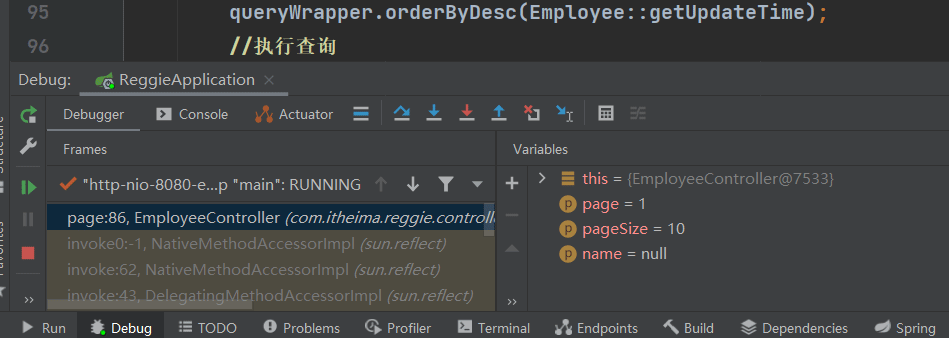 95 queryWrapper.orderByDesc(Employee::getUpdateTime);
96 //执行查询
Debug: ReggieApplication
Debugger Console Actuator
Frames Variables
"http-nio-8080-e...p "main": RUNNING
this = {EmployeeController@7533}
page:86, EmployeeController (com.itheima.reggie.controlle
p page = 1
invoke0:-1, NativeMethodAccessorImpl (sun.reflect)
p pageSize = 10
invoke:62, NativeMethodAccessorImpl (sun.reflect)
p name = null
invoke:43, DelegatingMethodAccessorImpl (sun.reflect)
Run Debug TODO Problems Profiler Terminal Endpoints Build Dependencies Spring